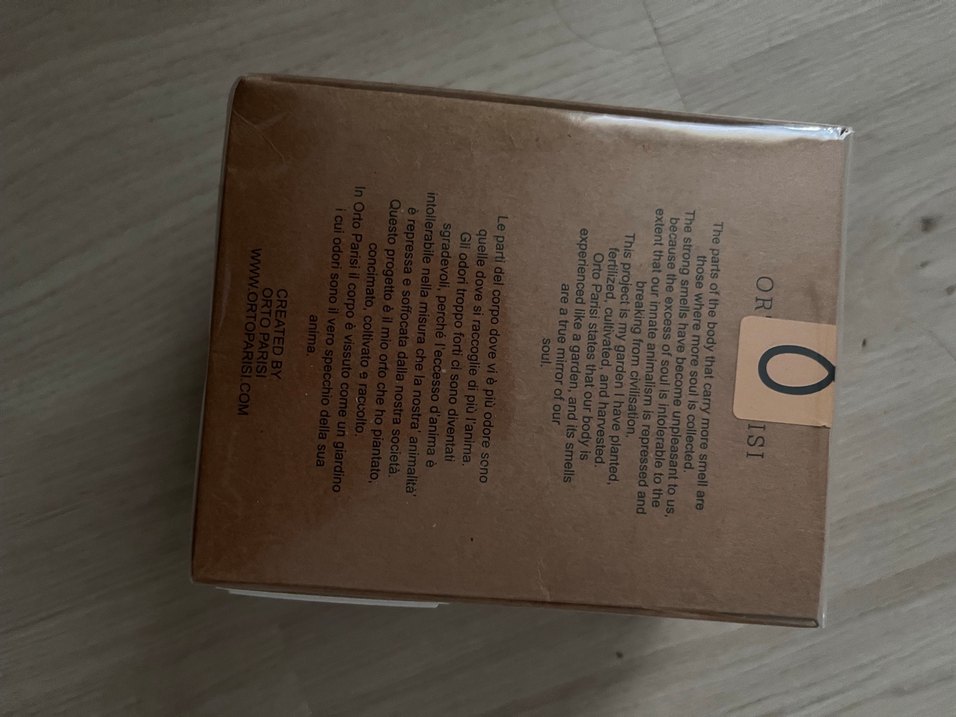 OR ISI
The parts of the body that carry more smell are
those where more soul is collected.
The strong smells have become unpleasant to us,
because the excess of soul is intolerable to the
extent that our innate animalism is repressed and
breaking from civilisation.
This project is my garden I have planted,
fertilized, cultivated, and harvested.
Orto Parisi states that our body is
experienced like a garden, and its smells
are a true mirror of our
soul.
Le parti del corpo dove vi è più odore sono
quelle dove si raccoglie di più l'anima.
Gli odori troppo forti ci sono diventati
sgradevoli, perché l'eccesso d'anima è
intollerabile nella misura che la nostra animalità'
è repressa e soffocata dalla nostra società.
Questo progetto è il mio orto che ho piantato,
concimato, coltivato e raccolto.
In Orto Parisi il corpo è vissuto come un giardino
i cui odori sono il vero specchio della sua
anima.
CREATED BY
ORTO PARISI
WWW.ORTOPARISI.COM